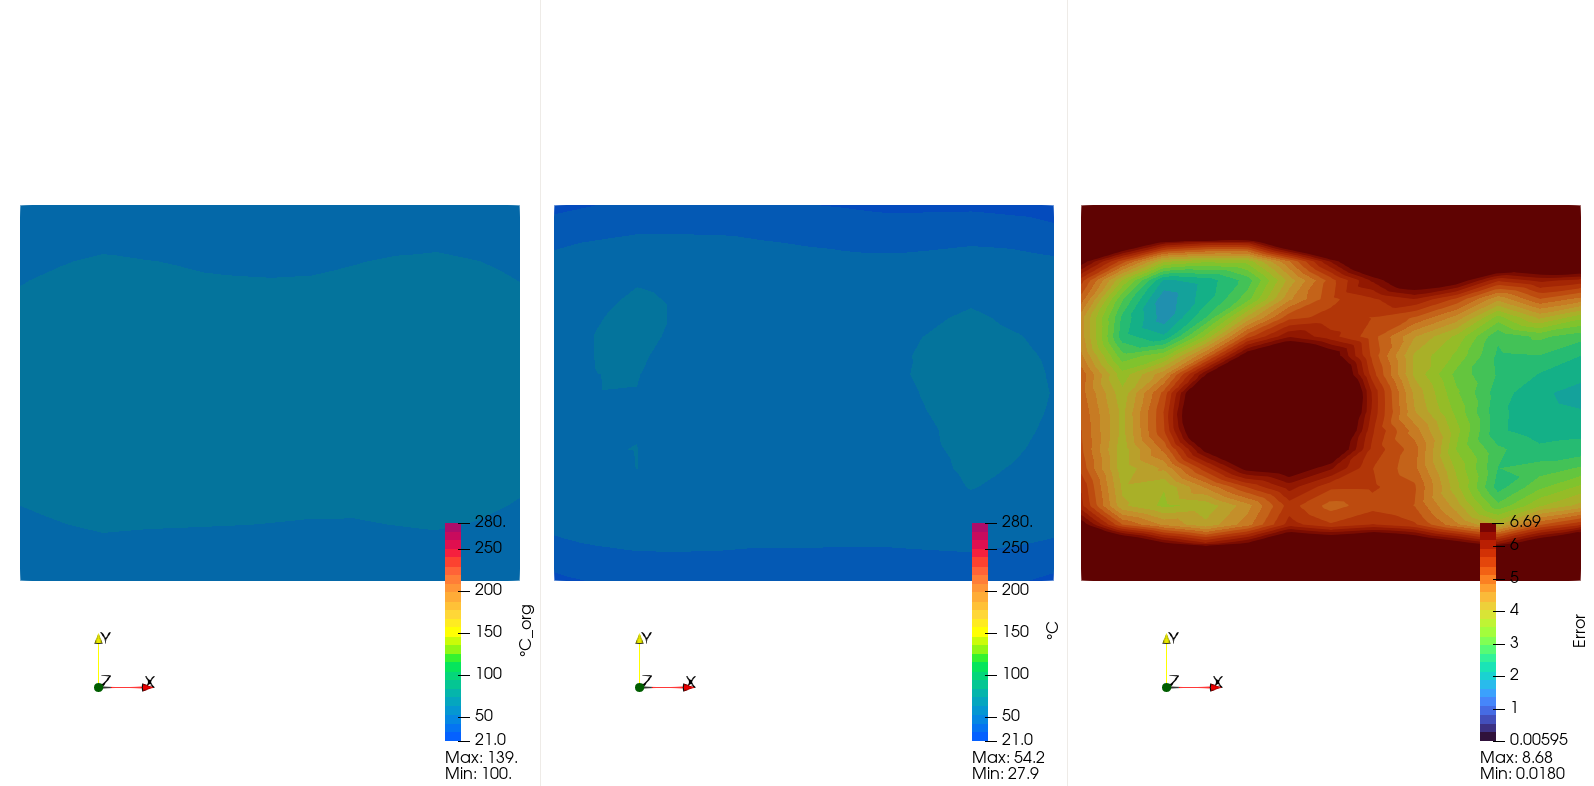 280.
250
200
150
100
50
21.0
°C_org
Max: 139.
Min: 100.
Y
Z
X
280.
250
200
150
100
50
21.0
°C
Max: 54.2
Min: 27.9
Y
Z
X
6.69
6
5
4
3
2
1
0.00595
Error
Max: 8.68
Min: 0.0180
Y
Z
X